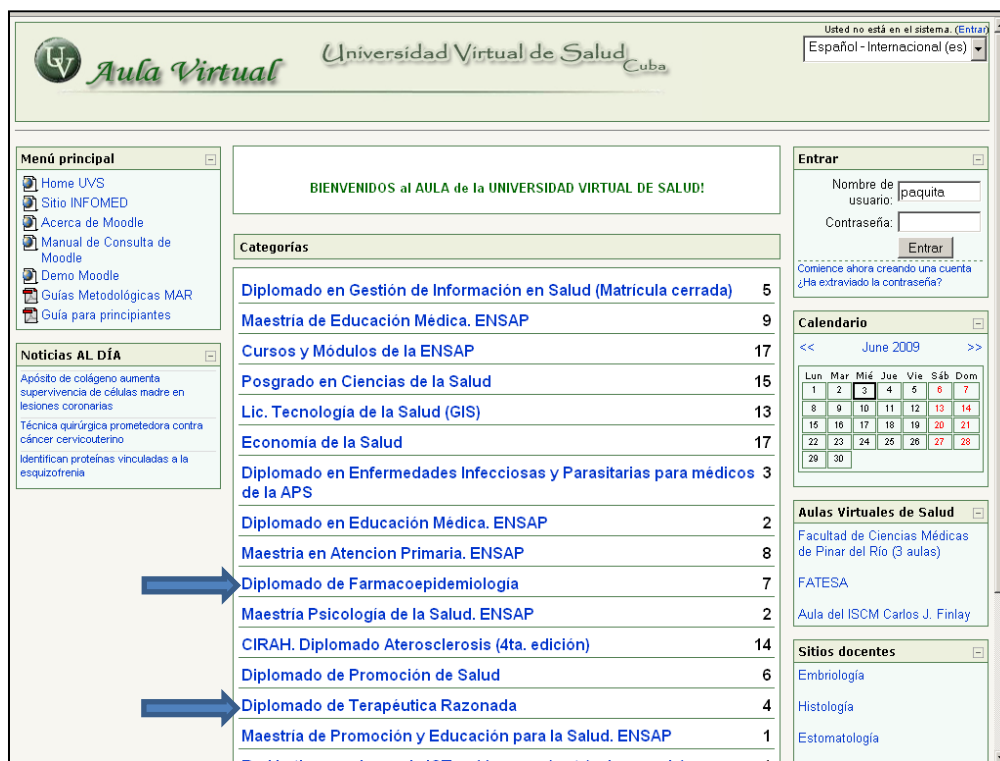 Usted no está en el sistema. (Entrar)
Español - Internacional (es)
UV
Aula Virtual
Universidad Virtual de Salud
Cuba
Menú principal
Home UVS
Sitio INFOMED
Acerca de Moodle
Manual de Consulta de
Moodle
Demo Moodle
Guías Metodológicas MAR
Guía para principiantes
Noticias AL DÍA
Apósito de colágeno aumenta
supervivencia de células madre en
lesiones coronarias
Técnica quirúrgica prometedora contra
cáncer cervicouterino
Identifican proteínas vinculadas a la
esquizofrenia
BIENVENIDOS al AULA de la UNIVERSIDAD VIRTUAL DE SALUD!
Categorías
Diplomado en Gestión de Información en Salud (Matrícula cerrada) 5
Maestría de Educación Médica. ENSAP 9
Cursos y Módulos de la ENSAP 17
Posgrado en Ciencias de la Salud 15
Lic. Tecnología de la Salud (GIS) 13
Economía de la Salud 17
Diplomado en Enfermedades Infecciosas y Parasitarias para médicos 3
de la APS
Diplomado en Educación Médica. ENSAP 2
Maestria en Atencion Primaria. ENSAP 8
Diplomado de Farmacoepidemiología 7
Maestría Psicología de la Salud. ENSAP 2
CIRAH. Diplomado Aterosclerosis (4ta. edición) 14
Diplomado de Promoción de Salud 6
Diplomado de Terapéutica Razonada 4
Maestría de Promoción y Educación para la Salud. ENSAP 1
Entrar
Nombre de
usuario: paquita
Contraseña:
Entrar
Comience ahora creando una cuenta
¿Ha extraviado la contraseña?
Calendario
<< June 2009 >>
Lun Mar Mié Jue Vie Sáb Dom
1 2 3 4 5 6 7
8 9 10 11 12 13 14
15 16 17 18 19 20 21
22 23 24 25 26 27 28
29 30
Aulas Virtuales de Salud
Facultad de Ciencias Médicas
de Pinar del Río (3 aulas)
FATESA
Aula del ISCM Carlos J. Finlay
Sitios docentes
Embriología
Histología
Estomatología